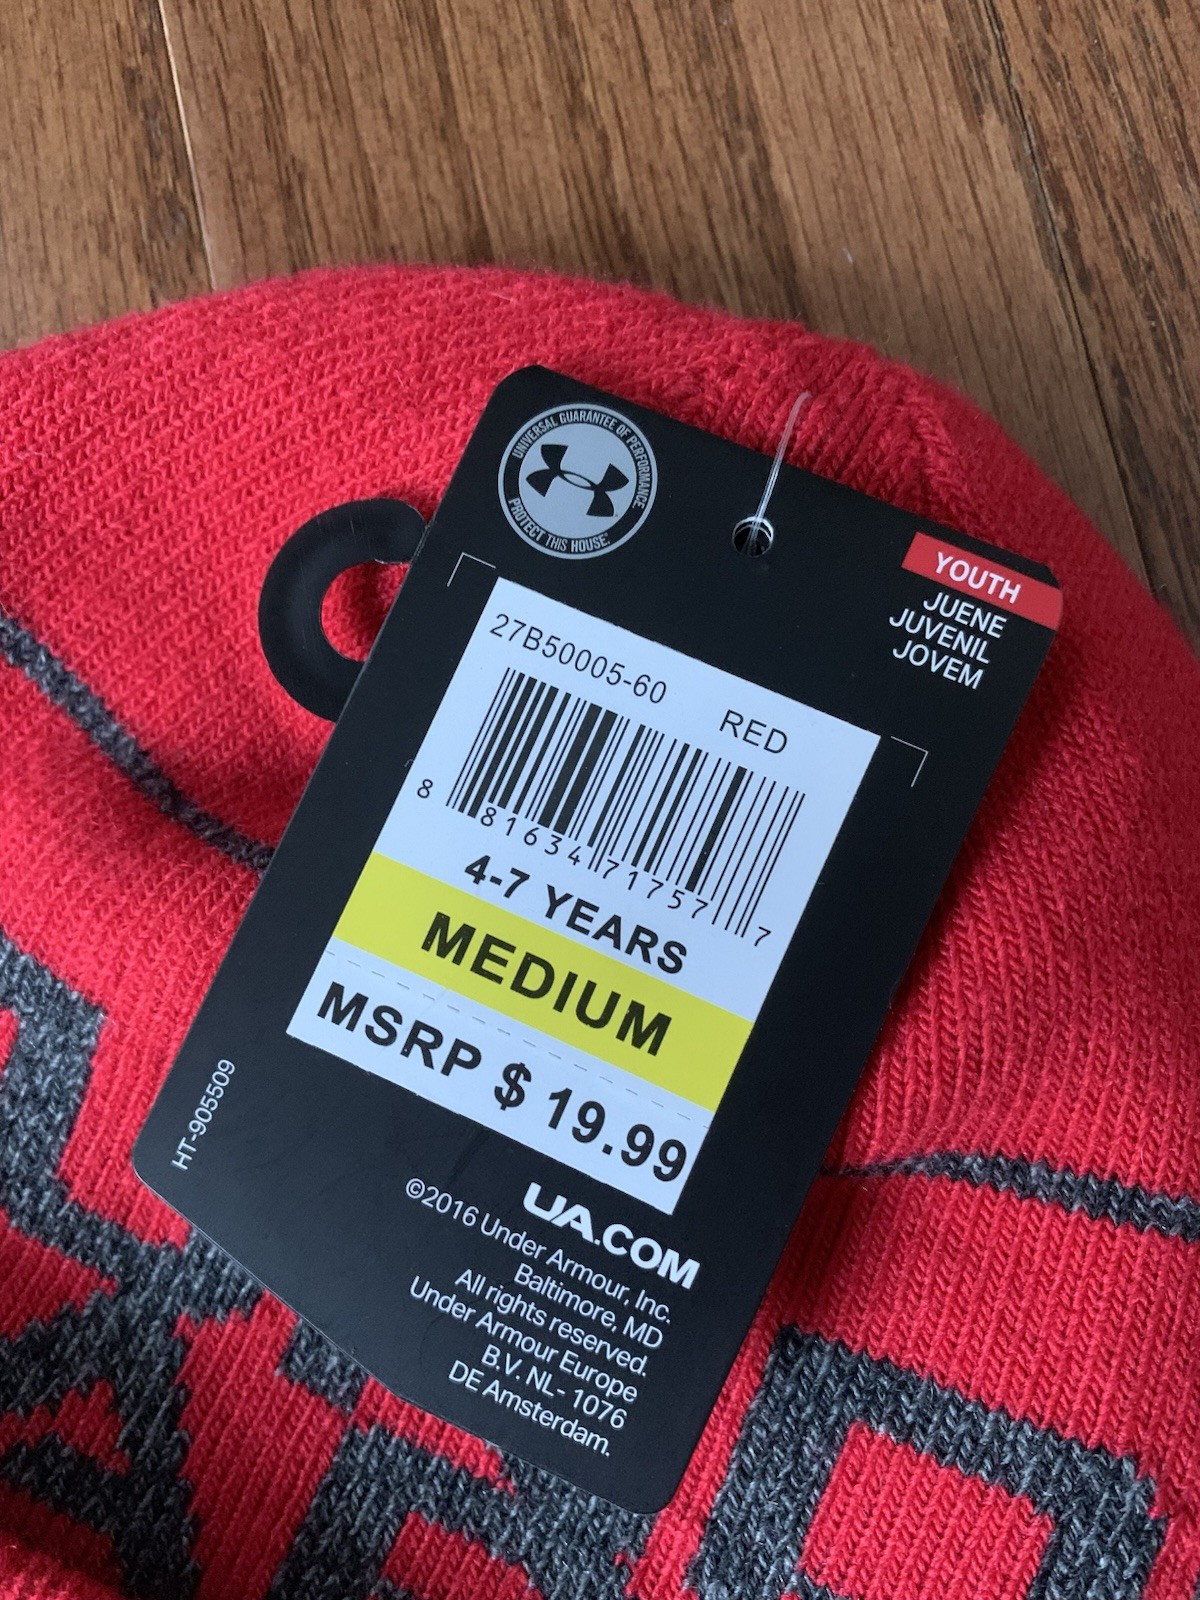 UNIVERSAL GUARANTEE OF PERFORMANCE.
PROTECT THIS HOUSE.
YOUTH
JUENE
JUVENIL
JOVEM
27B50005-60
RED
8 81634 71757 7
4-7 YEARS
MEDIUM
MSRP $ 19.99
HT-905509
UA.COM
©2016 Under Armour, Inc.
Baltimore, MD
All rights reserved.
Under Armour Europe
B.V. NL- 1076
DE Amsterdam.